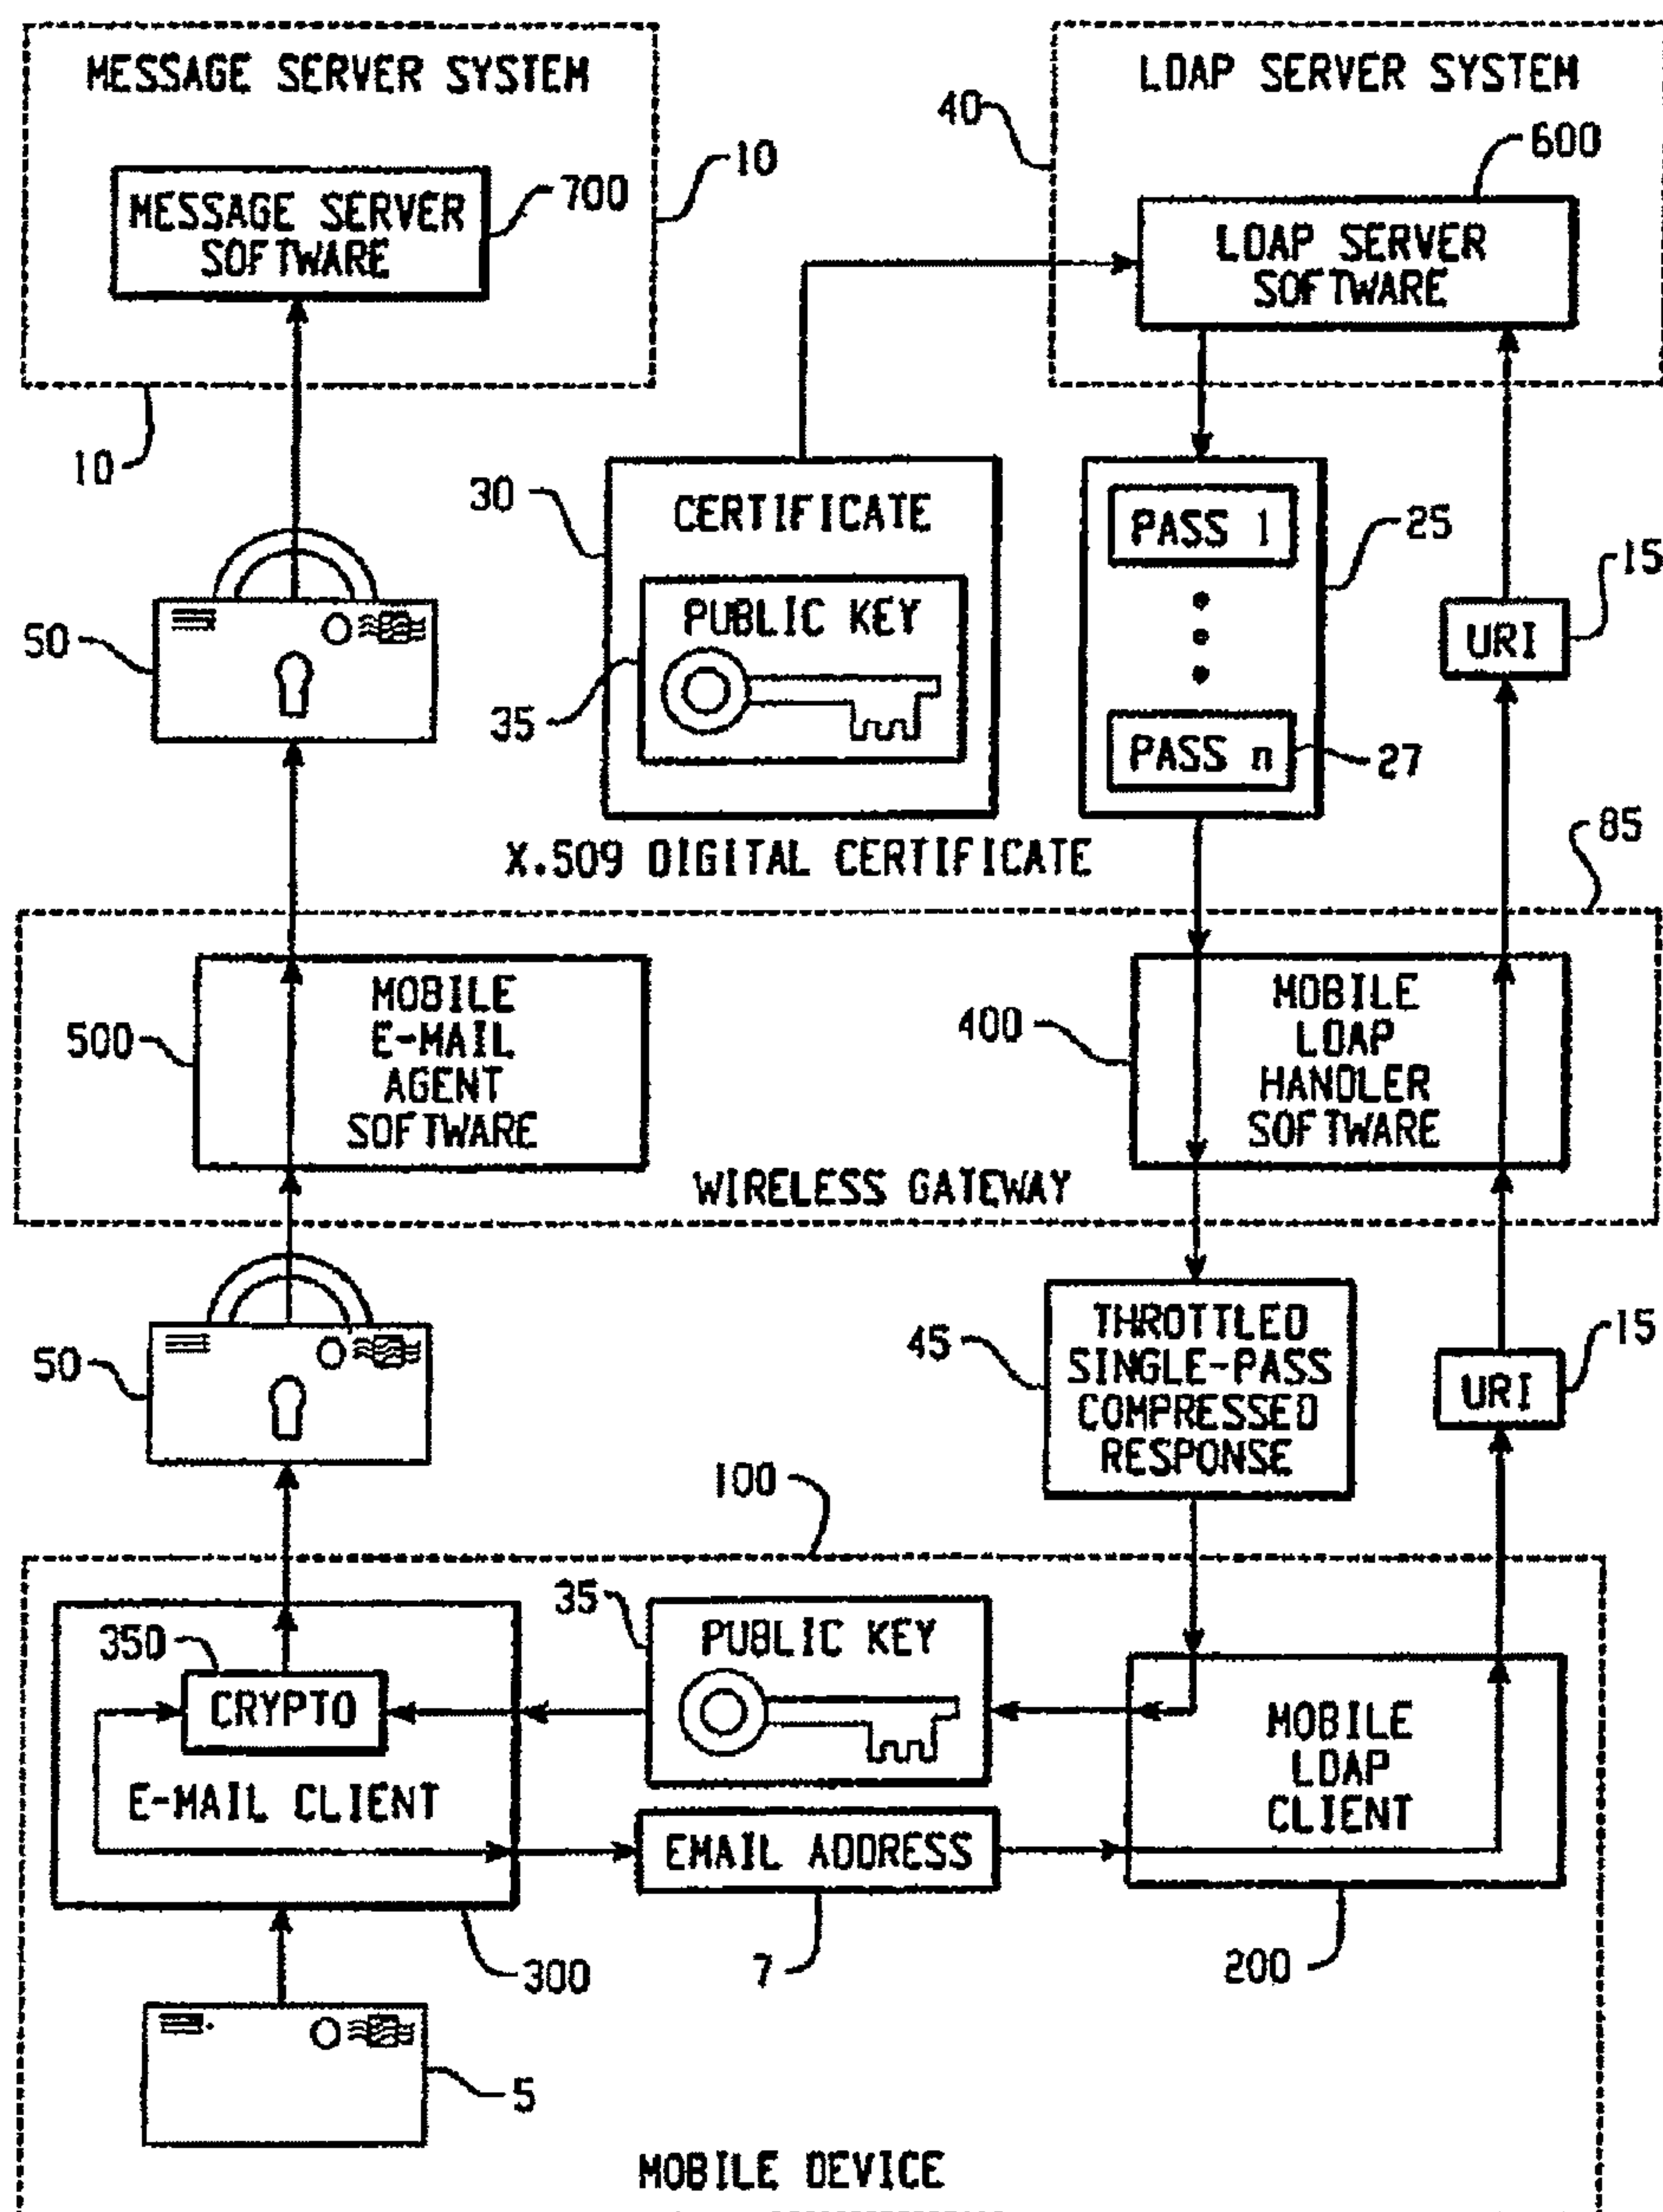 MESSAGE SERVER SYSTEM
LDAP SERVER SYSTEM
40
600
10
700
MESSAGE SERVER
SOFTWARE
LDAP SERVER
SOFTWARE
10
30
CERTIFICATE
PASS 1
25
15
50
PUBLIC KEY
URI
35
PASS n
27
85
X.509 DIGITAL CERTIFICATE
500
MOBILE
E-MAIL
AGENT
SOFTWARE
400
MOBILE
LDAP
HANDLER
SOFTWARE
WIRELESS GATEWAY
50
45
THROTTLED
SINGLE-PASS
COMPRESSED
RESPONSE
15
URI
100
35
PUBLIC KEY
350
CRYPTO
E-MAIL CLIENT
MOBILE
LDAP
CLIENT
EMAIL ADDRESS
300
7
200
5
MOBILE DEVICE